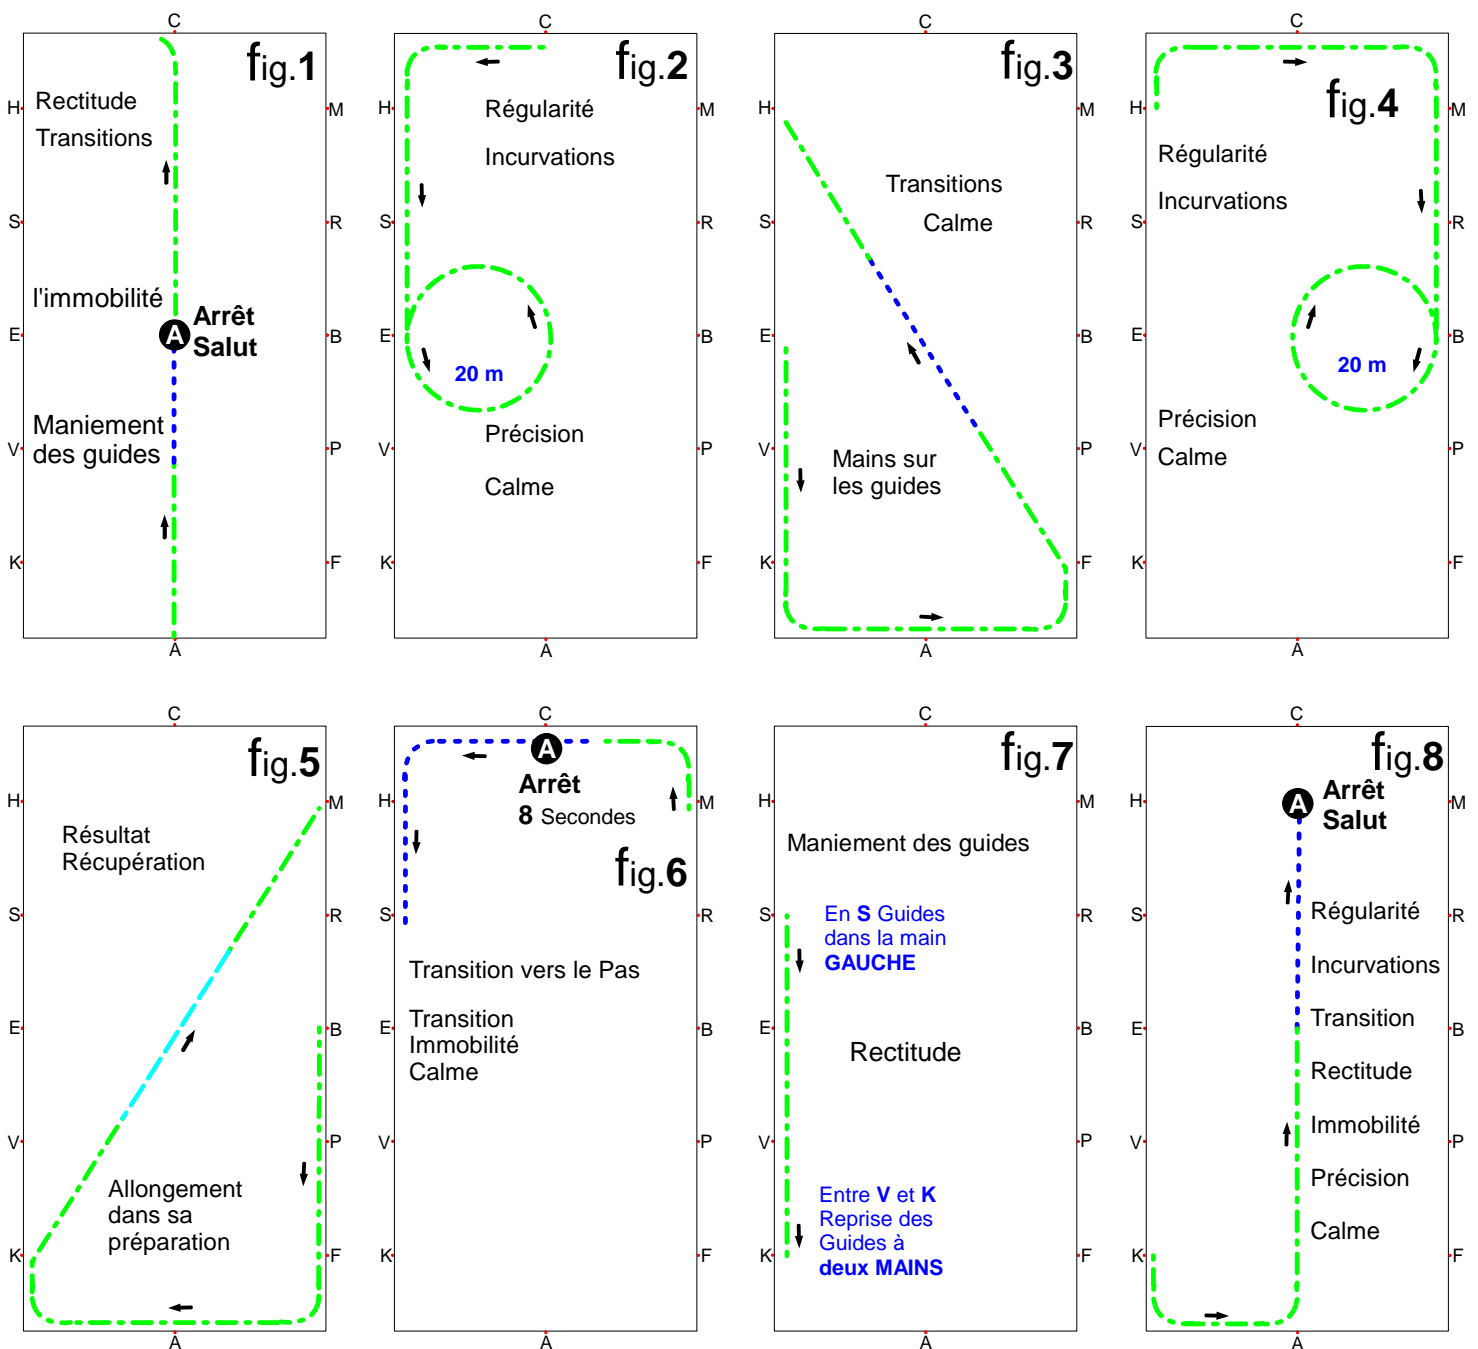 C
fig.1
H
Rectitude
M
Transitions
S
R
l'immobilité
E
A
Arrêt
Salut
B
Maniement
des guides
V
P
K
F
A
C
fig.2
H
Régularité
M
Incurvations
S
R
E
B
20 m
Précision
V
P
Calme
K
F
A
C
fig.3
H
M
Transitions
Calme
S
R
E
B
Mains sur
les guides
V
P
K
F
A
C
fig.4
H
M
Régularité
Incurvations
S
R
E
B
20 m
Précision
Calme
V
P
K
F
A
C
fig.5
H
M
Résultat
Récupération
S
R
E
B
V
P
Allongement
dans sa
préparation
K
F
A
C
A
Arrêt
8 Secondes
H
M
fig.6
S
R
Transition vers le Pas
Transition
Immobilité
Calme
E
B
V
P
K
F
A
C
fig.7
H
M
Maniement des guides
S
R
En S Guides
dans la main
GAUCHE
E
B
Rectitude
V
P
Entre V et K
Reprise des
Guides à
deux MAINS
K
F
A
C
fig.8
H
A
Arrêt
Salut
M
S
R
Régularité
Incurvations
E
Transition
B
Rectitude
V
Immobilité
P
Précision
Calme
K
F
A